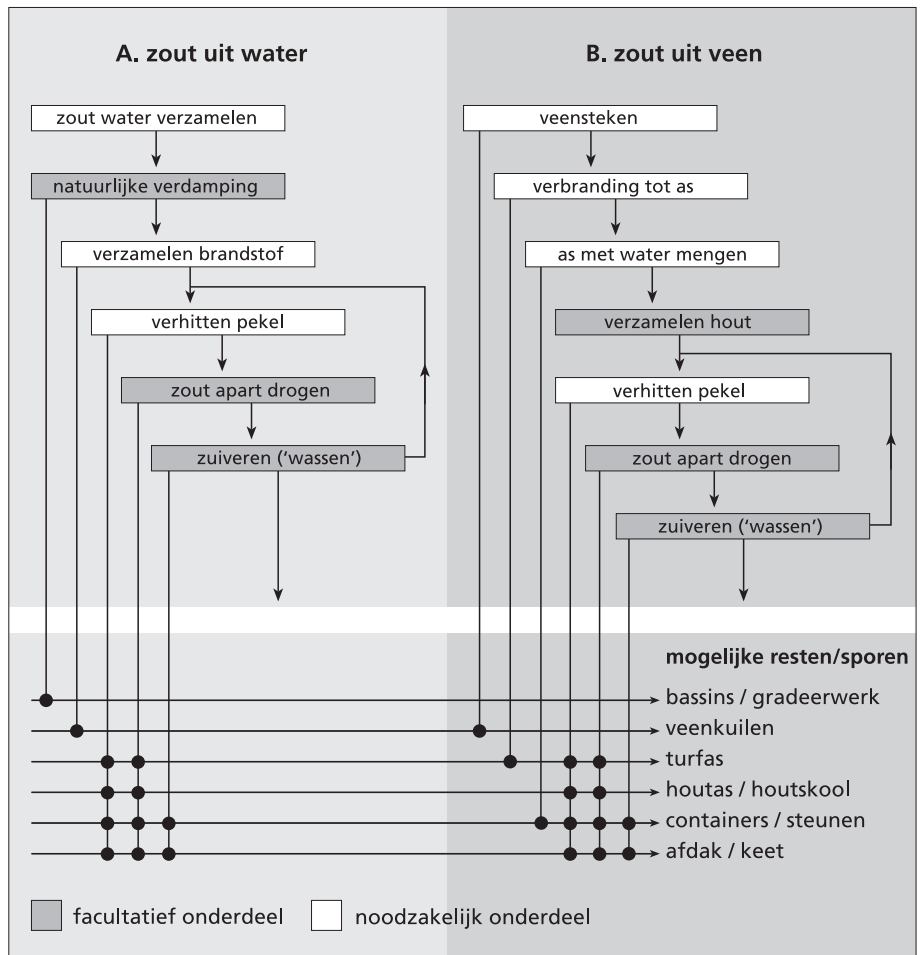 A. zout uit water
zout water verzamelen
natuurlijke verdamping
verzamelen brandstof
verhitten pekel
zout apart drogen
zuiveren (‘wassen’)
B. zout uit veen
veensteken
verbranding tot as
as met water mengen
verzamelen hout
verhitten pekel
zout apart drogen
zuiveren (‘wassen’)
mogelijke resten/sporen
bassins / gradeerwerk
veenkuilen
turfas
houtas / houtskool
containers / steunen
afdak / keet
facultatief onderdeel
noodzakelijk onderdeel